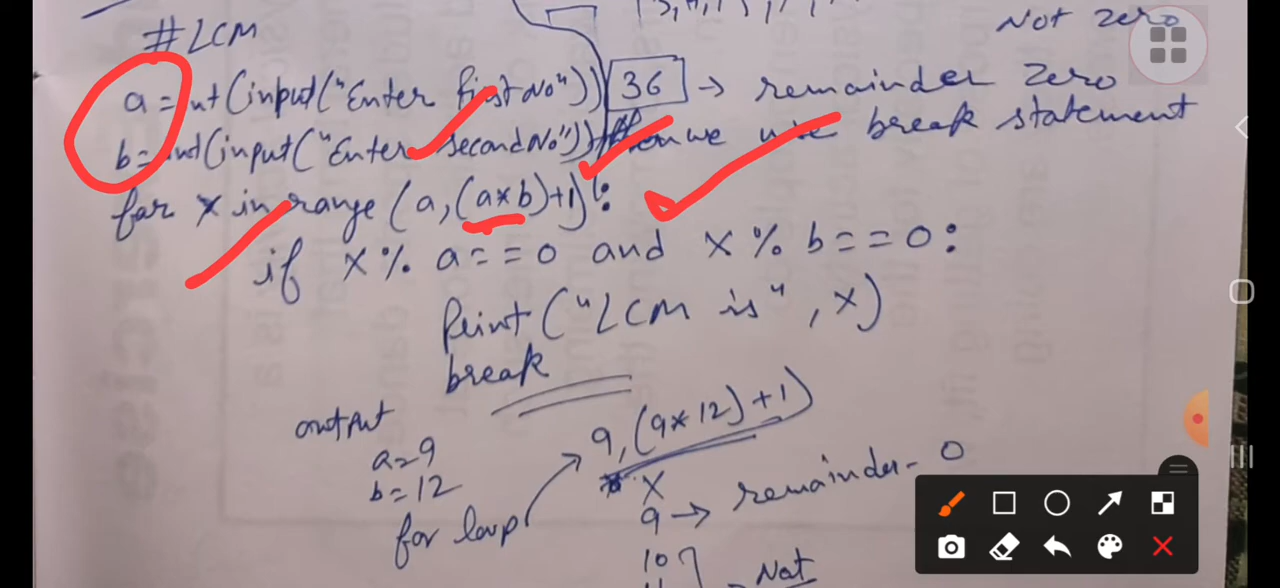 Not zero
#LCM
a = int(input("Enter first No")) 36 → remainder zero
b = int(input("Enter second No")) then we use break statement
for x in range (a, (a*b)+1):
if x % a == 0 and x % b == 0:
Print ("LCM is", x)
break
output
a=9
b=12
for loop
9, (9*12)+1)
x
9 → remainder - 0
10
11
Not